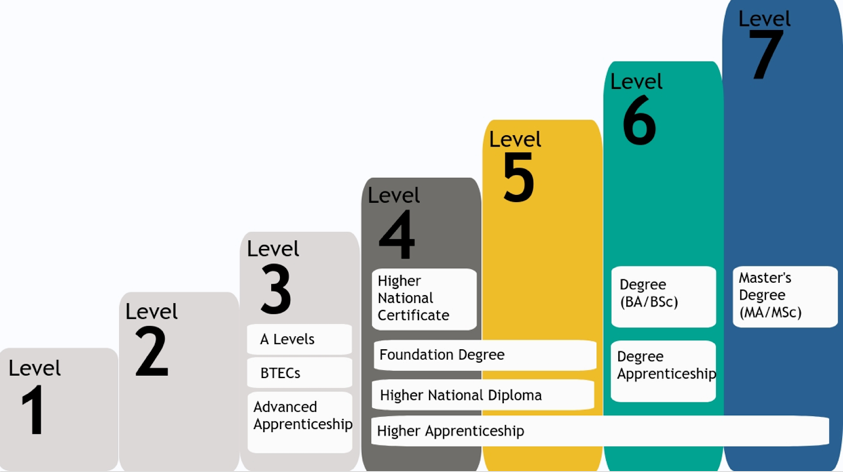 Level
1
Level
2
Level
3
A Levels
BTECs
Advanced
Apprenticeship
Level
4
Higher
National
Certificate
Foundation Degree
Higher National Diploma
Higher Apprenticeship
Level
5
Level
6
Degree
(BA/BSc)
Degree
Apprenticeship
Level
7
Master's
Degree
(MA/MSc)